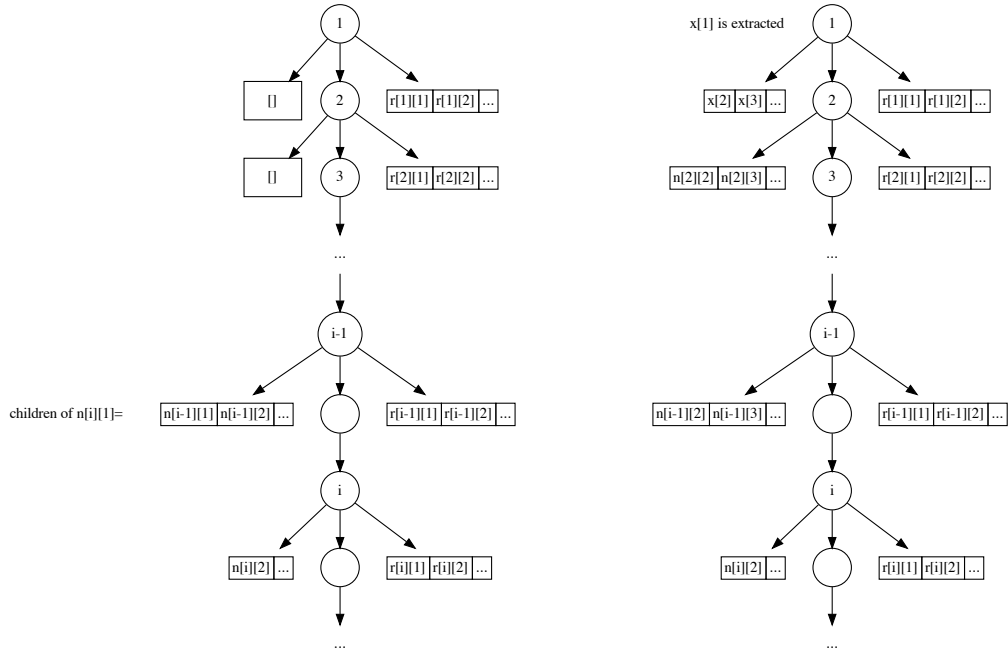 1
[]
2
r[1][1] r[1][2] ...
[]
3
r[2][1] r[2][2] ...
...
i-1
children of n[i][1]=
n[i-1][1] n[i-1][2] ...
r[i-1][1] r[i-1][2] ...
i
n[i][2] ...
r[i][1] r[i][2] ...
...
x[1] is extracted
1
x[2] x[3] ...
2
r[1][1] r[1][2] ...
n[2][2] n[2][3] ...
3
r[2][1] r[2][2] ...
...
i-1
n[i-1][2] n[i-1][3] ...
r[i-1][1] r[i-1][2] ...
i
n[i][2] ...
r[i][1] r[i][2] ...
...